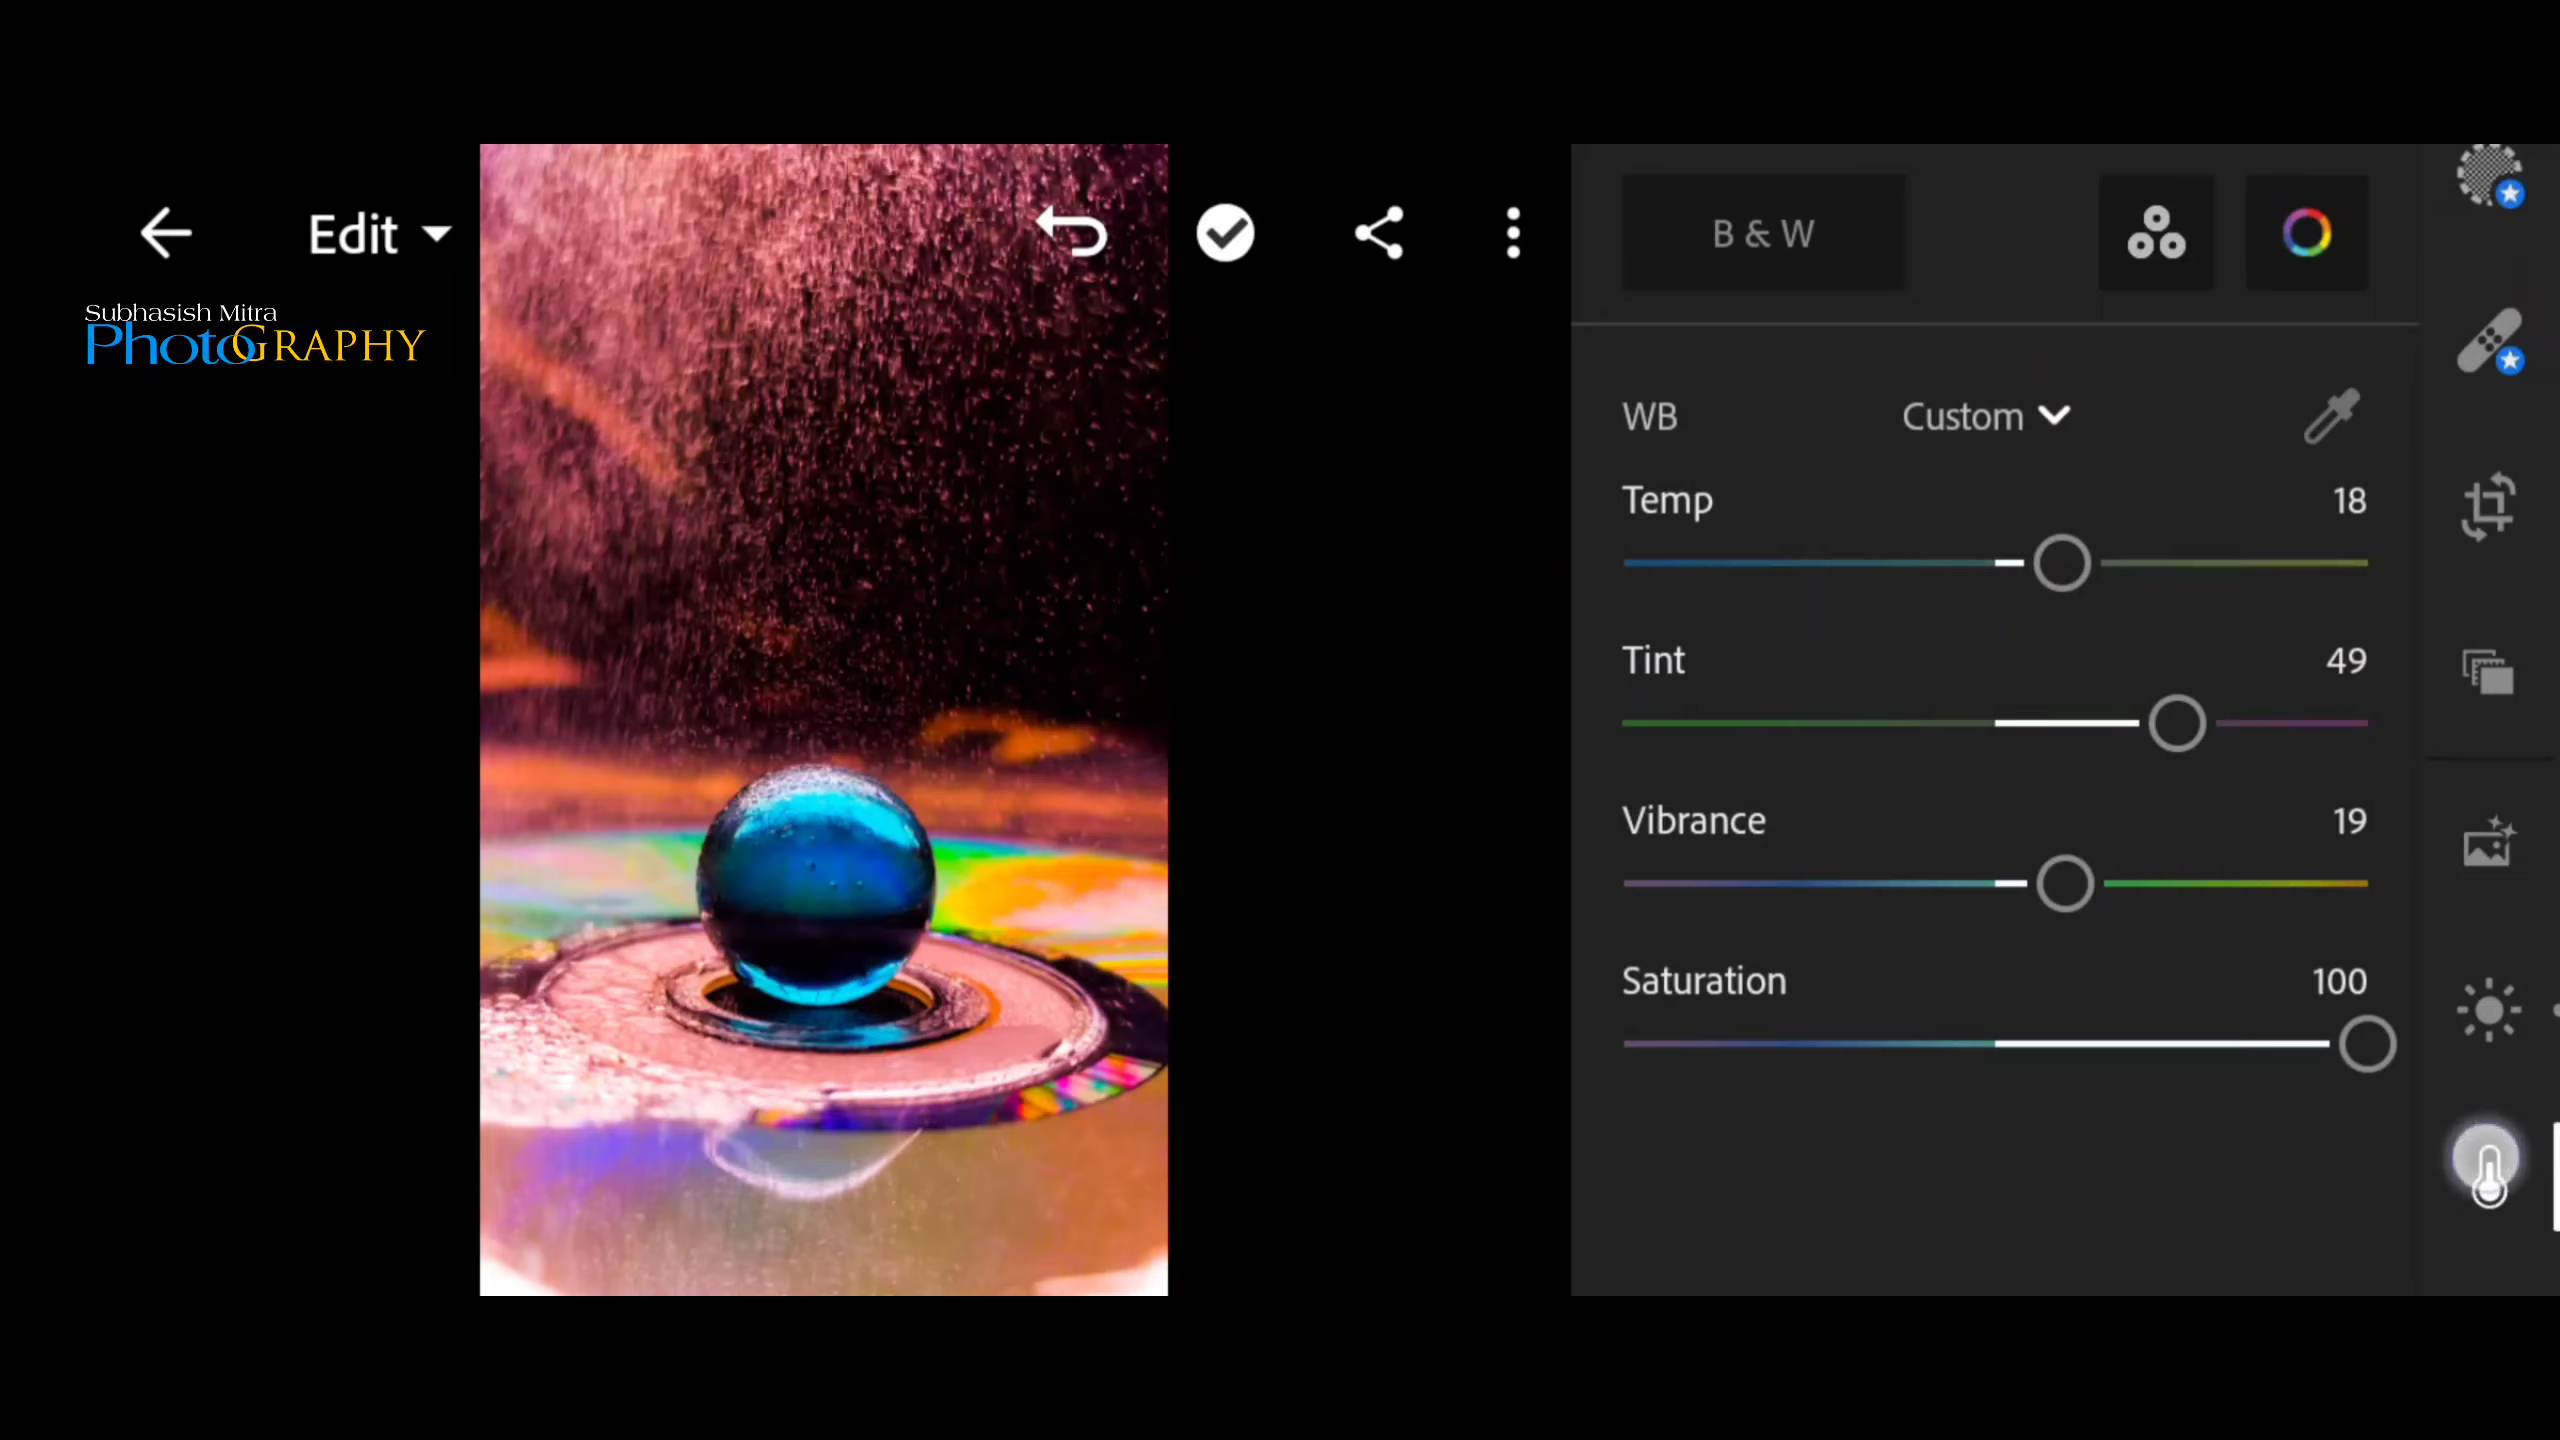 Edit
Subhasish Mitra
PhotoGRAPHY
B & W
WB Custom
Temp 18
Tint 49
Vibrance 19
Saturation 100